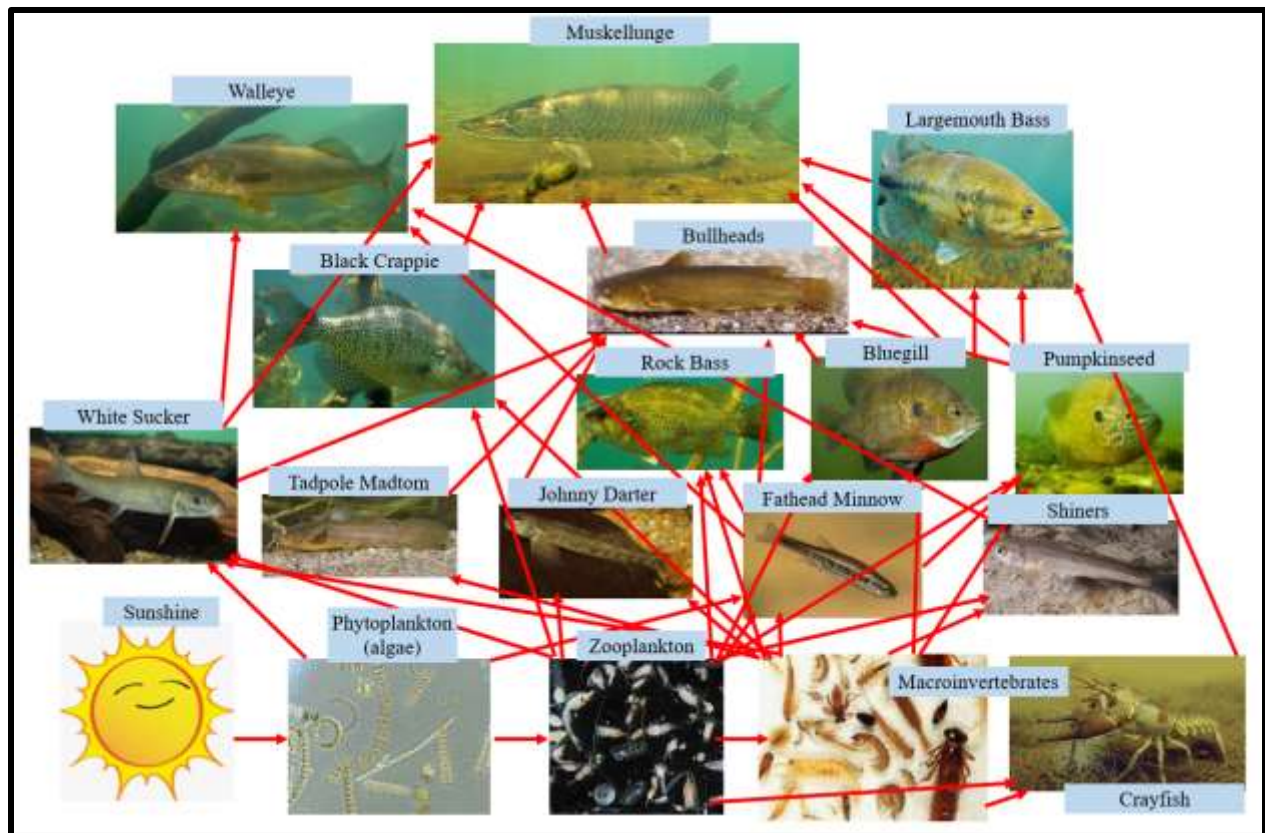 Muskellunge
Walleye
Largemouth Bass
Bullheads
Black Crappie
Rock Bass
Bluegill
Pumpkinseed
White Sucker
Tadpole Madtom
Johnny Darter
Fathead Minnow
Shiners
Sunshine
Phytoplankton
(algae)
Zooplankton
Macroinvertebrates
Crayfish